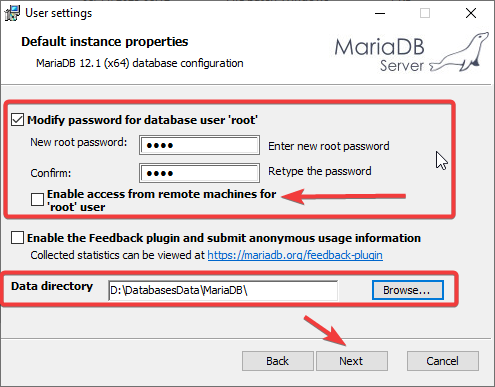 User settings
Default instance properties
MariaDB 12.1 (x64) database configuration
MariaDB
Server
Modify password for database user 'root'
New root password: •••• Enter new root password
Confirm: •••• Retype the password
Enable access from remote machines for
'root' user
Enable the Feedback plugin and submit anonymous usage information
Collected statistics can be viewed at https://mariadb.org/feedback-plugin
Data directory D:\DatabasesData\MariaDB\ Browse...
Back Next Cancel